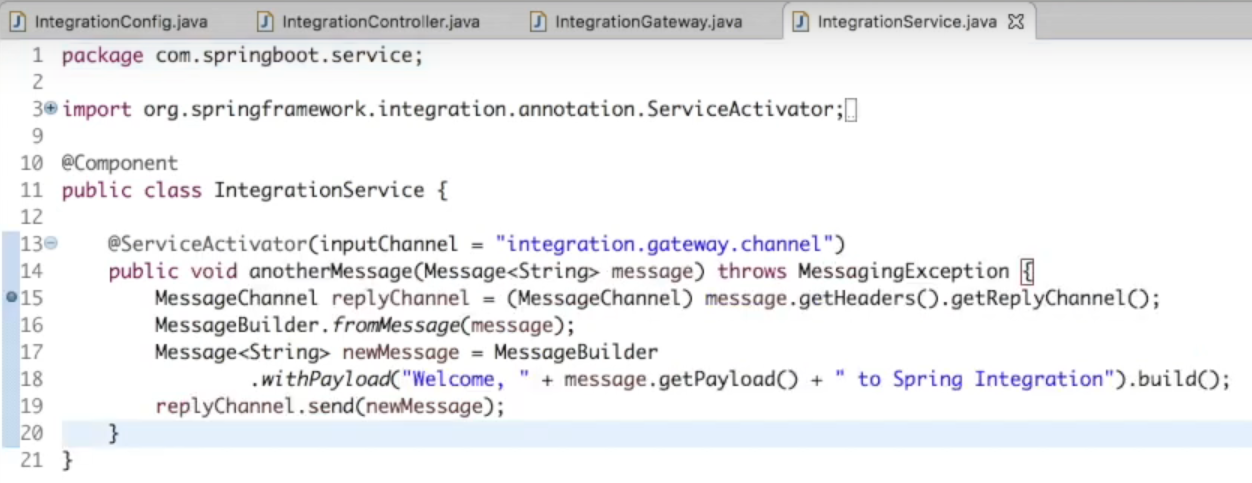 IntegrationConfig.java IntegrationController.java IntegrationGateway.java IntegrationService.java
1 package com.springboot.service;
2
3 import org.springframework.integration.annotation.ServiceActivator;
9
10 @Component
11 public class IntegrationService {
12
13 @ServiceActivator(inputChannel = "integration.gateway.channel")
14 public void anotherMessage(Message<String> message) throws MessagingException {
15 MessageChannel replyChannel = (MessageChannel) message.getHeaders().getReplyChannel();
16 MessageBuilder.fromMessage(message);
17 Message<String> newMessage = MessageBuilder
18 .withPayload("Welcome, " + message.getPayload() + " to Spring Integration").build();
19 replyChannel.send(newMessage);
20 }
21 }